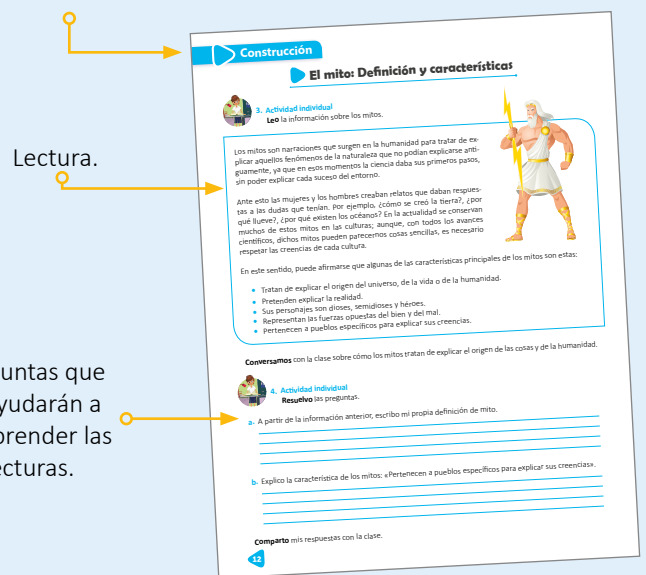 Construcción
El mito: Definición y características
3. Actividad individual
Leo la información sobre los mitos.
Los mitos son narraciones que surgen en la humanidad para tratar de ex-
plicar aquellos fenómenos de la naturaleza que no podían explicarse anti-
guamente, ya que en esos momentos la ciencia daba sus primeros pasos,
sin poder explicar cada suceso del entorno.
Ante esto las mujeres y los hombres creaban relatos que daban respues-
tas a las dudas que tenían. Por ejemplo, ¿cómo se creó la tierra?, ¿por
qué llueve?, ¿por qué existen los océanos? En la actualidad se conservan
muchos de estos mitos en las culturas; aunque, con todos los avances
científicos, dichos mitos pueden parecernos cosas sencillas, es necesario
respetar las creencias de cada cultura.
En este sentido, puede afirmarse que algunas de las características principales de los mitos son estas:
• Tratan de explicar el origen del universo, de la vida o de la humanidad.
• Pretenden explicar la realidad.
• Sus personajes son dioses, semidioses y héroes.
• Representan las fuerzas opuestas del bien y del mal.
• Pertenecen a pueblos específicos para explicar sus creencias.
Conversamos con la clase sobre cómo los mitos tratan de explicar el origen de las cosas y de la humanidad.
4. Actividad individual
Resuelvo las preguntas.
a. A partir de la información anterior, escribo mi propia definición de mito.
b. Explico la característica de los mitos: «Pertenecen a pueblos específicos para explicar sus creencias».
Comparto mis respuestas con la clase.
12
Lectura.
untas que
yudarán a
prender las
ecturas.